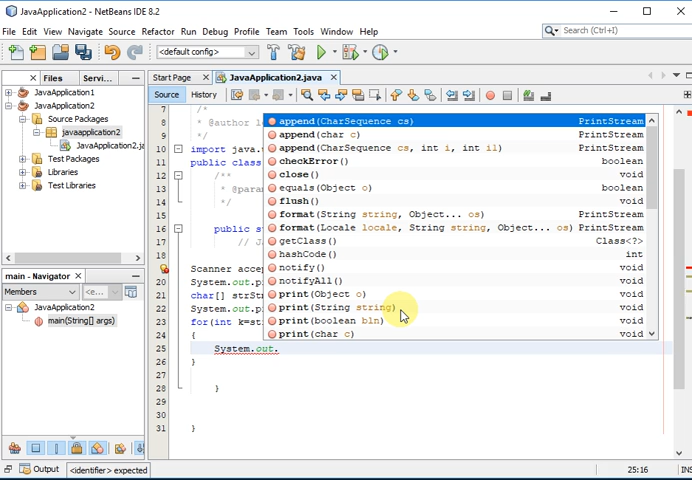 JavaApplication2 - NetBeans IDE 8.2
File Edit View Navigate Source Refactor Run Debug Profile Team Tools Window Help
Search (Ctrl+I)
<default config>
Files Servi...
Start Page JavaApplication2.java
JavaApplication1
JavaApplication2
Source Packages
javaapplication2
JavaApplication2.ja
Test Packages
Libraries
Test Libraries
Source History
7 /*
8 * @author l
9 */
10 import java.
11 public class
12 /**
13 * @para
14 */
15
16 public s
17 // 
18
Scanner accep
20 System.out.p
21 char[] strSt
22 System.out.p
23 for(int k=st
24 {
25 System.out.
26 }
27
28 }
29
30
31 }
append(CharSequence cs) PrintStream
append(char c) PrintStream
append(CharSequence cs, int i, int i1) PrintStream
checkError() boolean
close() void
equals(Object o) boolean
flush() void
format(String string, Object... os) PrintStream
format(Locale locale, String string, Object... os) PrintStream
getClass() Class<?>
hashCode() int
notify() void
notifyAll() void
print(Object o) void
print(String string) void
print(boolean bln) void
print(char c) void
main - Navigator
Members <e...
JavaApplication2
main(String[] args)
Output <identifier> expected 25:16 INS